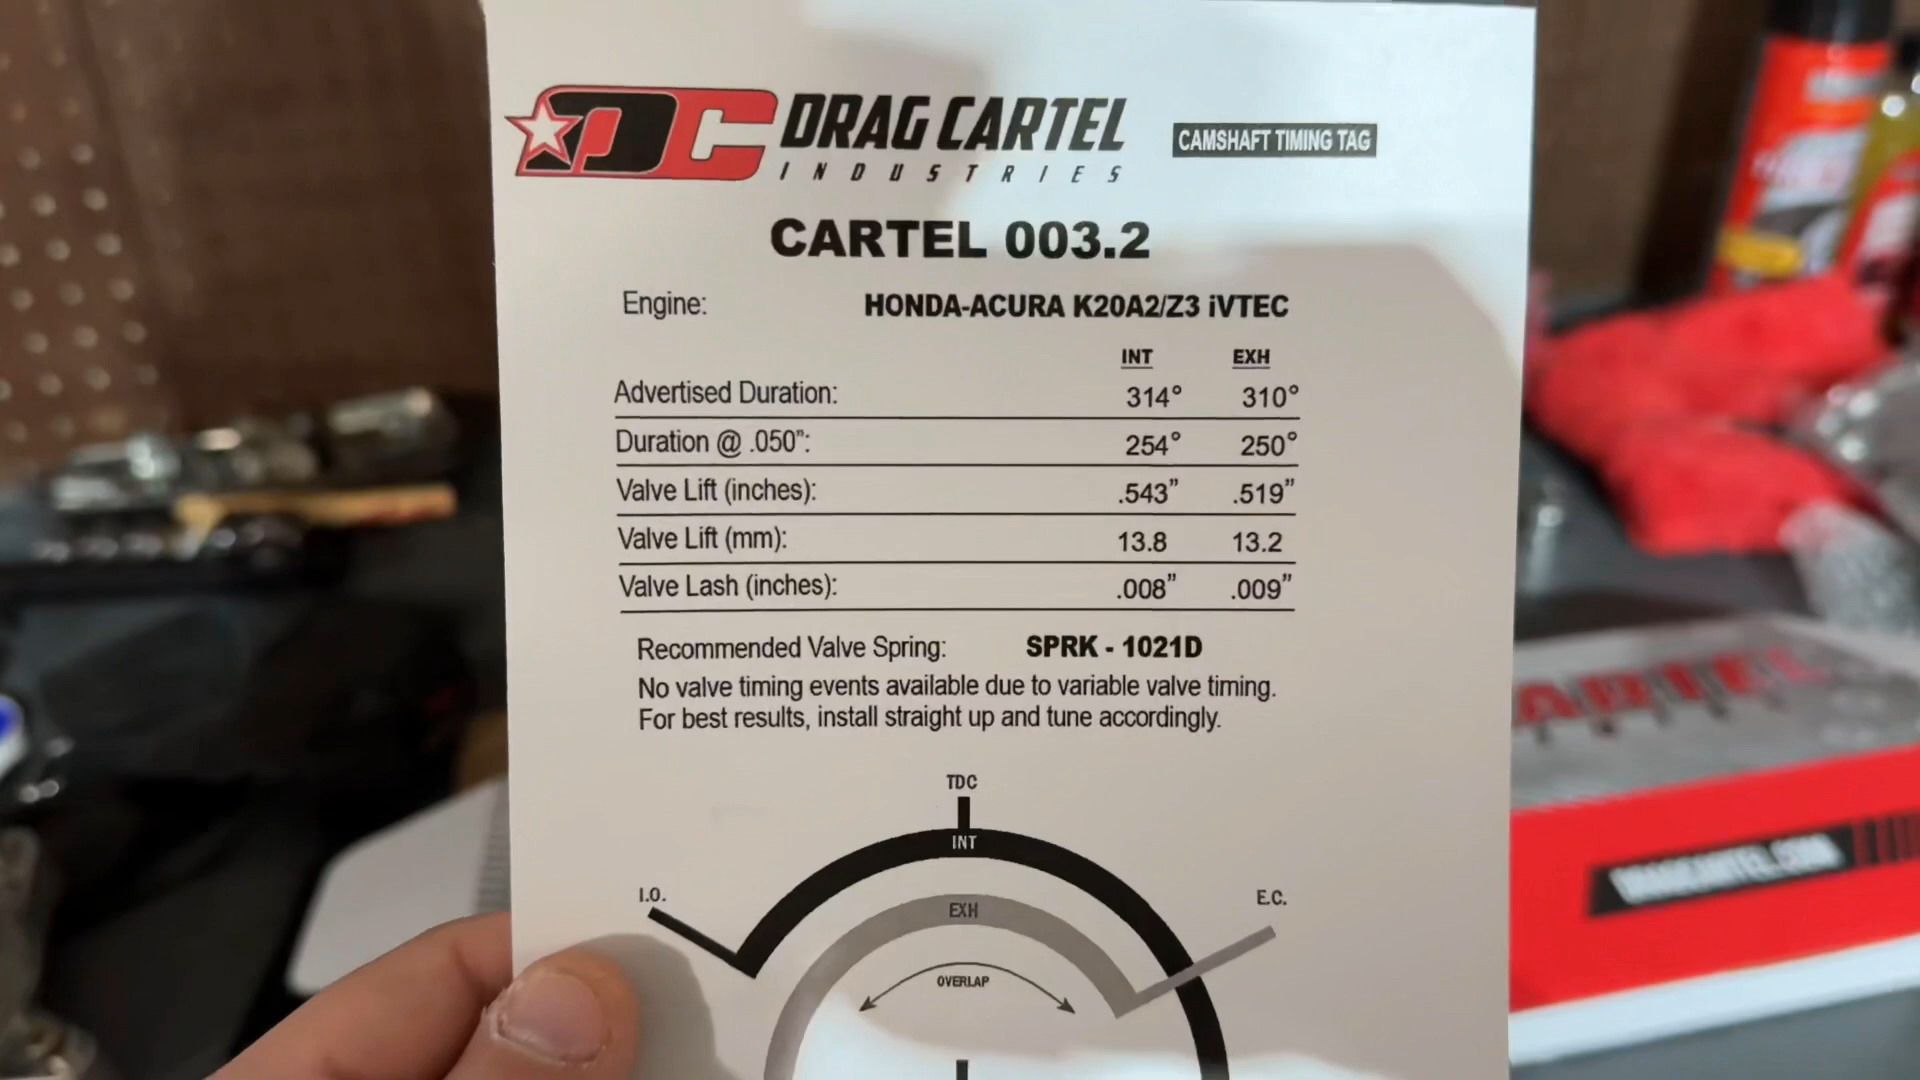 DC DRAG CARTEL
INDUSTRIES
CAMSHAFT TIMING TAG
CARTEL 003.2
Engine: HONDA-ACURA K20A2/Z3 iVTEC
INT EXH
Advertised Duration: 314° 310°
Duration @ .050": 254° 250°
Valve Lift (inches): .543" .519"
Valve Lift (mm): 13.8 13.2
Valve Lash (inches): .008" .009"
Recommended Valve Spring: SPRK - 1021D
No valve timing events available due to variable valve timing.
For best results, install straight up and tune accordingly.
TDC
INT
I.O.
E.C.
EXH
OVERLAP
DRAGCARTEL.COM